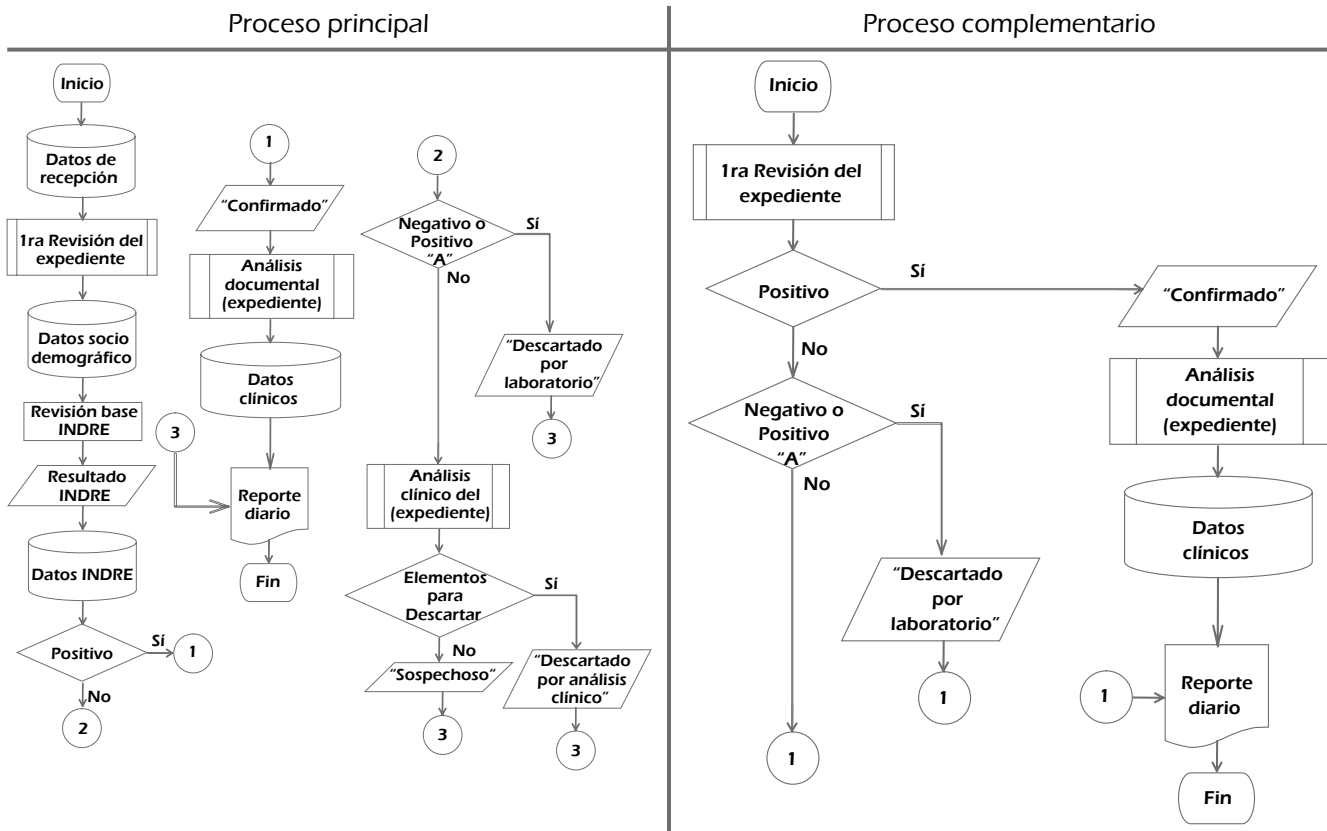 Proceso principal
Inicio
Datos de
recepción
1ra Revisión del
expediente
Datos socio
demográfico
Revisión base
INDRE
Resultado
INDRE
Datos INDRE
Positivo
Sí
1
No
2
1
“Confirmado”
Análisis
documental
(expediente)
Datos
clínicos
3
Reporte
diario
Fin
2
Negativo o
Positivo
“A”
Sí
No
“Descartado
por
laboratorio”
3
Análisis
clínico del
(expediente)
Elementos
para
Descartar
Sí
No
“Sospechoso“
3
“Descartado
por análisis
clínico”
3
Proceso complementario
Inicio
1ra Revisión del
expediente
Positivo
Sí
No
Negativo o
Positivo
“A”
Sí
No
1
“Descartado
por
laboratorio”
1
“Confirmado”
Análisis
documental
(expediente)
Datos
clínicos
1
Reporte
diario
Fin